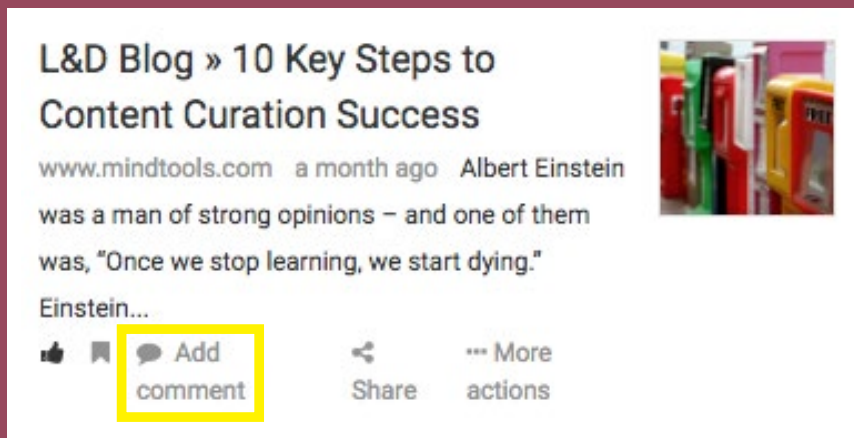 L&D Blog » 10 Key Steps to
Content Curation Success
www.mindtools.com a month ago Albert Einstein
was a man of strong opinions – and one of them
was, “Once we stop learning, we start dying.”
Einstein...
Add comment
Share
••• More actions